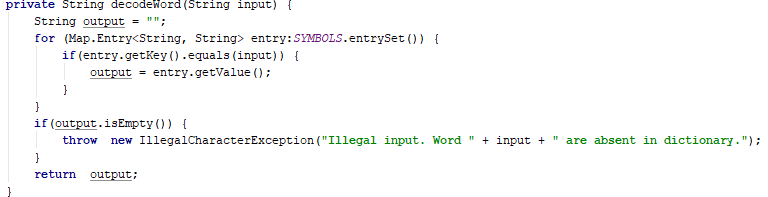 private String decodeWord(String input) {
    String output = "";
    for (Map.Entry<String, String> entry:SYMBOLS.entrySet()) {
        if(entry.getKey().equals(input)) {
            output = entry.getValue();
        }
    }
    if(output.isEmpty()) {
        throw  new IllegalCharacterException("Illegal input. Word " + input + " are absent in dictionary.");
    }
    return  output;
}